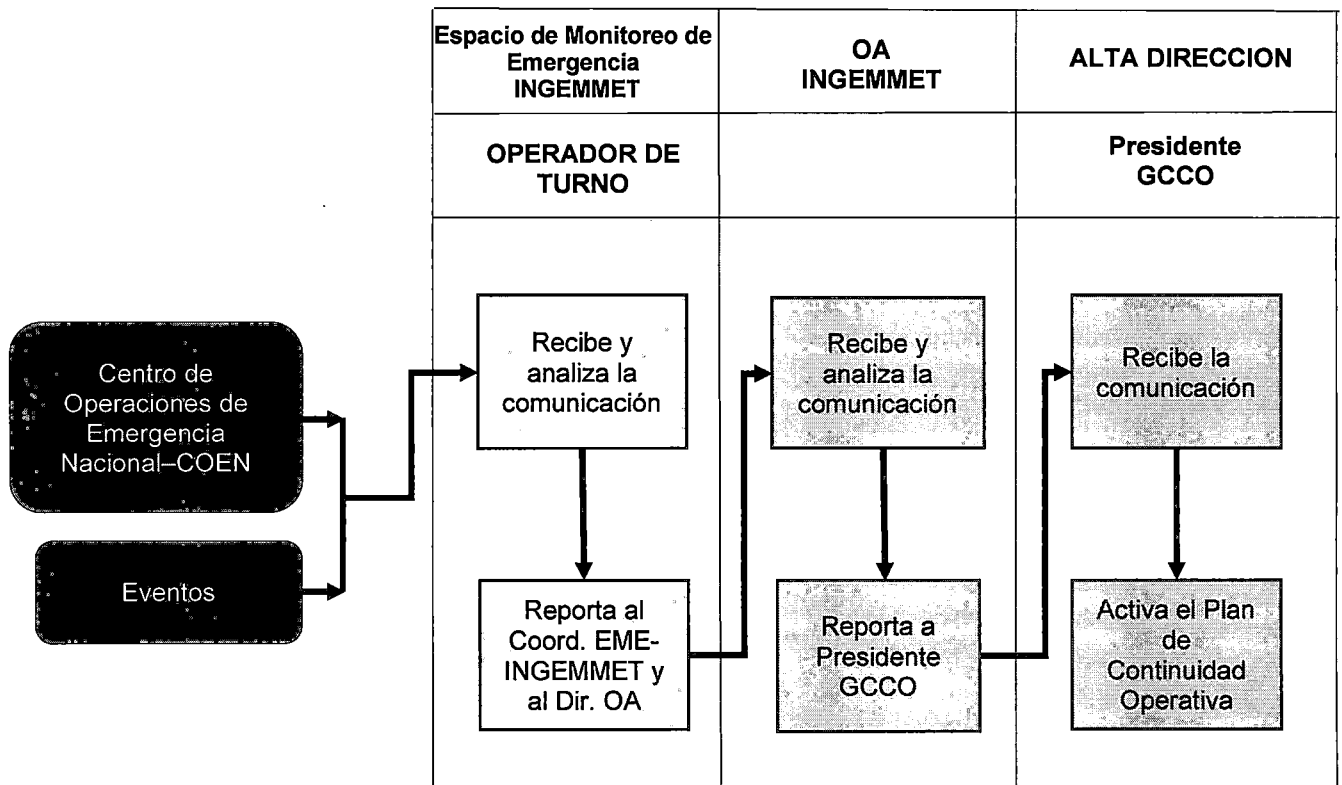 Espacio de Monitoreo de
Emergencia
INGEMMET
OA
INGEMMET
ALTA DIRECCION
OPERADOR DE
TURNO
Presidente
GCCO
Centro de
Operaciones de
Emergencia
Nacional–COEN
Eventos
Recibe y
analiza la
comunicación
Reporta al
Coord. EME-
INGEMMET y
al Dir. OA
Recibe y
analiza la
comunicación
Reporta a
Presidente
GCCO
Recibe la
comunicación
Activa el Plan
de
Continuidad
Operativa